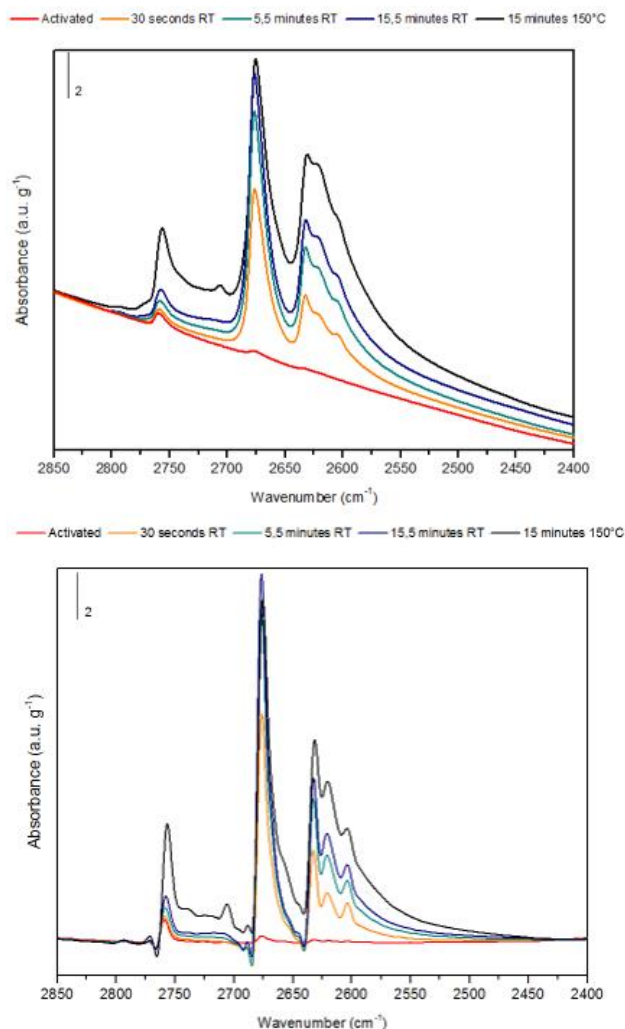 Activated 30 seconds RT 5,5 minutes RT 15,5 minutes RT 15 minutes 150°C
2
Absorbance (a.u. g⁻¹)
2850 2800 2750 2700 2650 2600 2550 2500 2450 2400
Wavenumber (cm⁻¹)
Activated 30 seconds RT 5,5 minutes RT 15,5 minutes RT 15 minutes 150°C
2
Absorbance (a.u. g⁻¹)
2850 2800 2750 2700 2650 2600 2550 2500 2450 2400
Wavenumber (cm⁻¹)